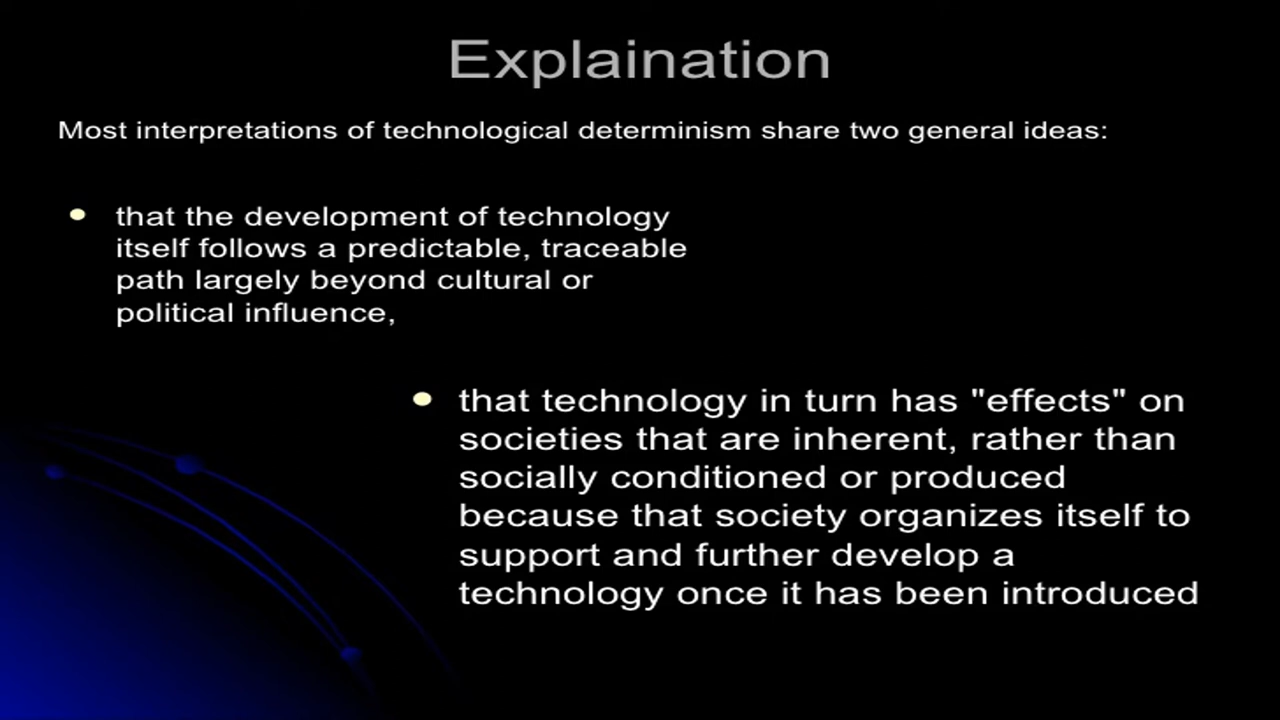 Explaination
Most interpretations of technological determinism share two general ideas:
that the development of technology
itself follows a predictable, traceable
path largely beyond cultural or
political influence,
that technology in turn has "effects" on
societies that are inherent, rather than
socially conditioned or produced
because that society organizes itself to
support and further develop a
technology once it has been introduced